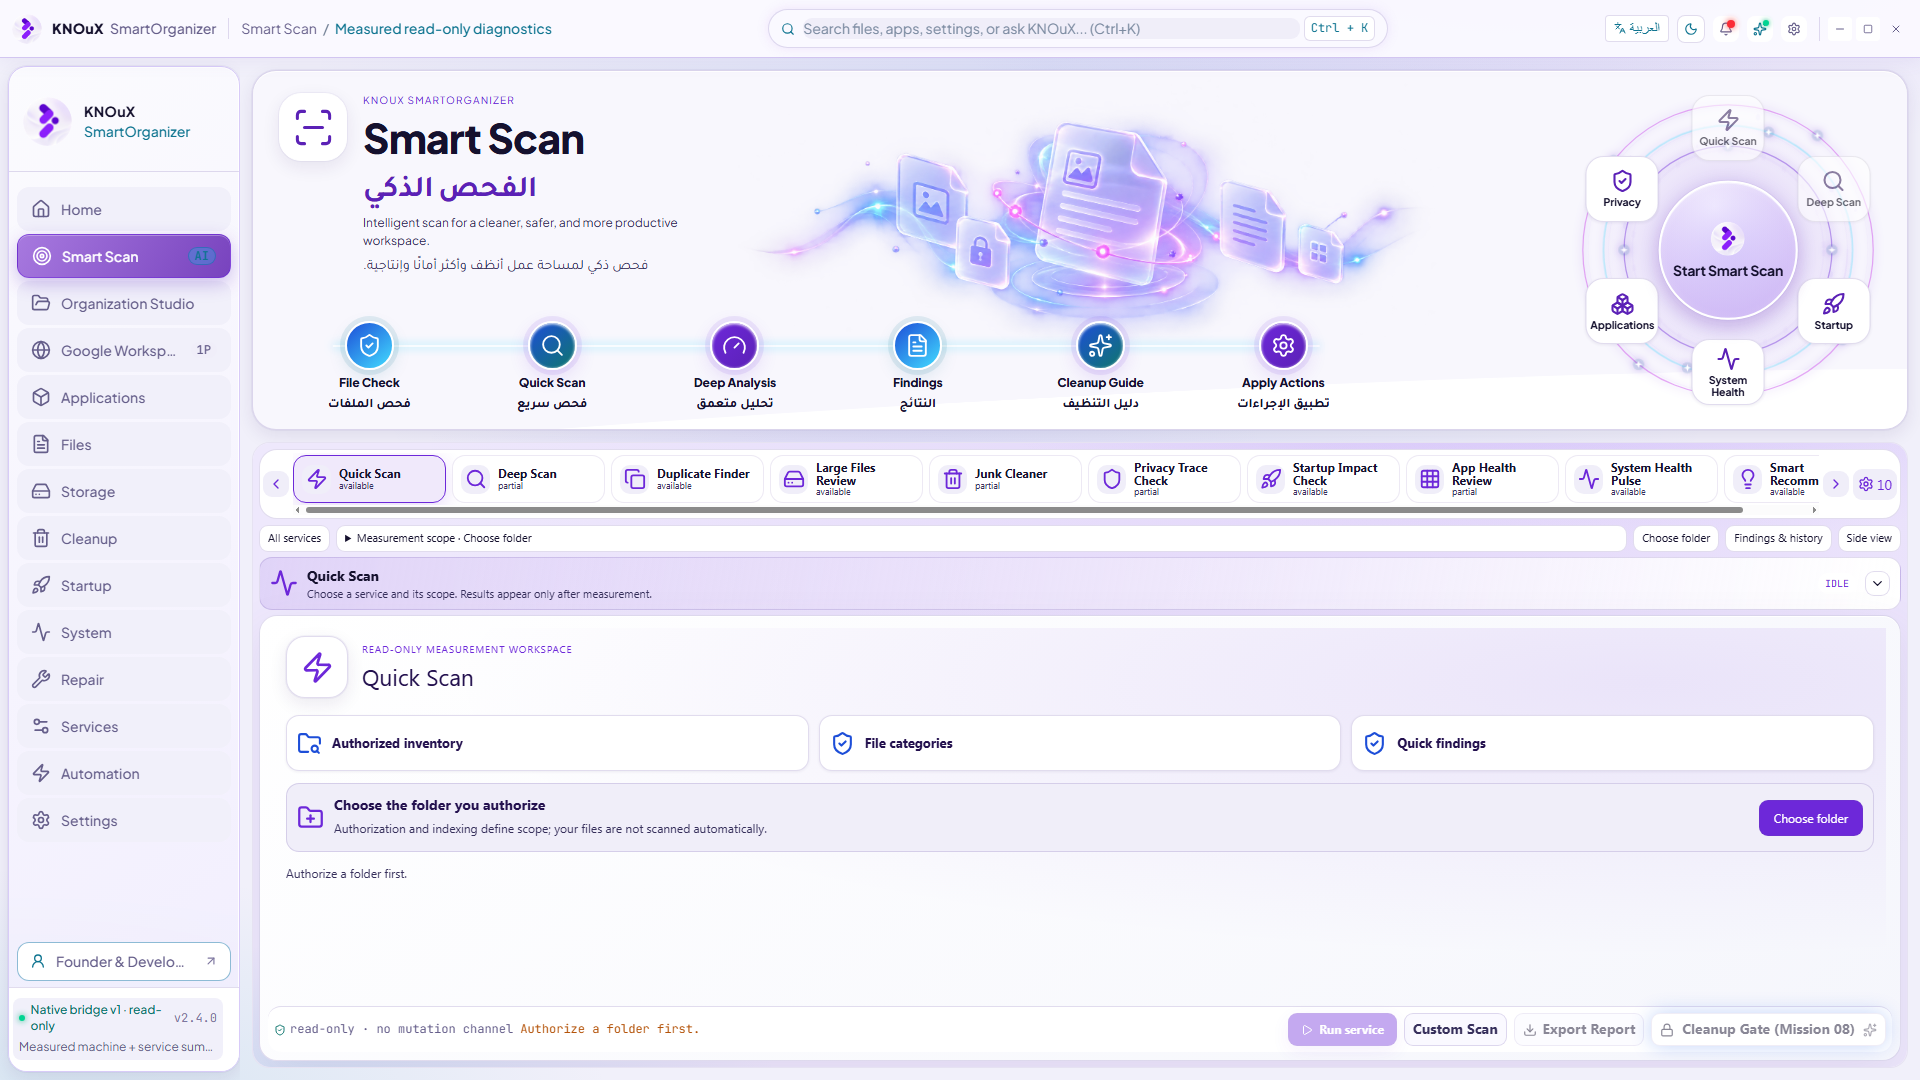 KNOuX SmartOrganizer
Smart Scan / Measured read-only diagnostics
Search files, apps, settings, or ask KNOuX... (Ctrl+K)
Ctrl + K
العربية
KNOuX
SmartOrganizer
Home
Smart Scan AI
Organization Studio
Google Worksp... 1P
Applications
Files
Storage
Cleanup
Startup
System
Repair
Services
Automation
Settings
Founder & Develo...
Native bridge v1 · read-only
v2.4.0
Measured machine + service sum...
KNOUX SMARTORGANIZER
Smart Scan
الفحص الذكي
Intelligent scan for a cleaner, safer, and more productive
workspace.
فحص ذكي لمساحة عمل أنظف وأكثر أمانًا وإنتاجية.
File Check
فحص الملفات
Quick Scan
فحص سريع
Deep Analysis
تحليل متعمق
Findings
النتائج
Cleanup Guide
دليل التنظيف
Apply Actions
تطبيق الإجراءات
Quick Scan
Privacy
Deep Scan
Start Smart Scan
Applications
Startup
System
Health
Quick Scan
available
Deep Scan
partial
Duplicate Finder
available
Large Files
Review
available
Junk Cleaner
partial
Privacy Trace
Check
partial
Startup Impact
Check
available
App Health
Review
partial
System Health
Pulse
available
Smart
Recomm
available
10
All services
Measurement scope · Choose folder
Choose folder
Findings & history
Side view
Quick Scan
Choose a service and its scope. Results appear only after measurement.
IDLE
READ-ONLY MEASUREMENT WORKSPACE
Quick Scan
Authorized inventory
File categories
Quick findings
Choose the folder you authorize
Authorization and indexing define scope; your files are not scanned automatically.
Choose folder
Authorize a folder first.
read-only · no mutation channel Authorize a folder first.
Run service
Custom Scan
Export Report
Cleanup Gate (Mission 08)